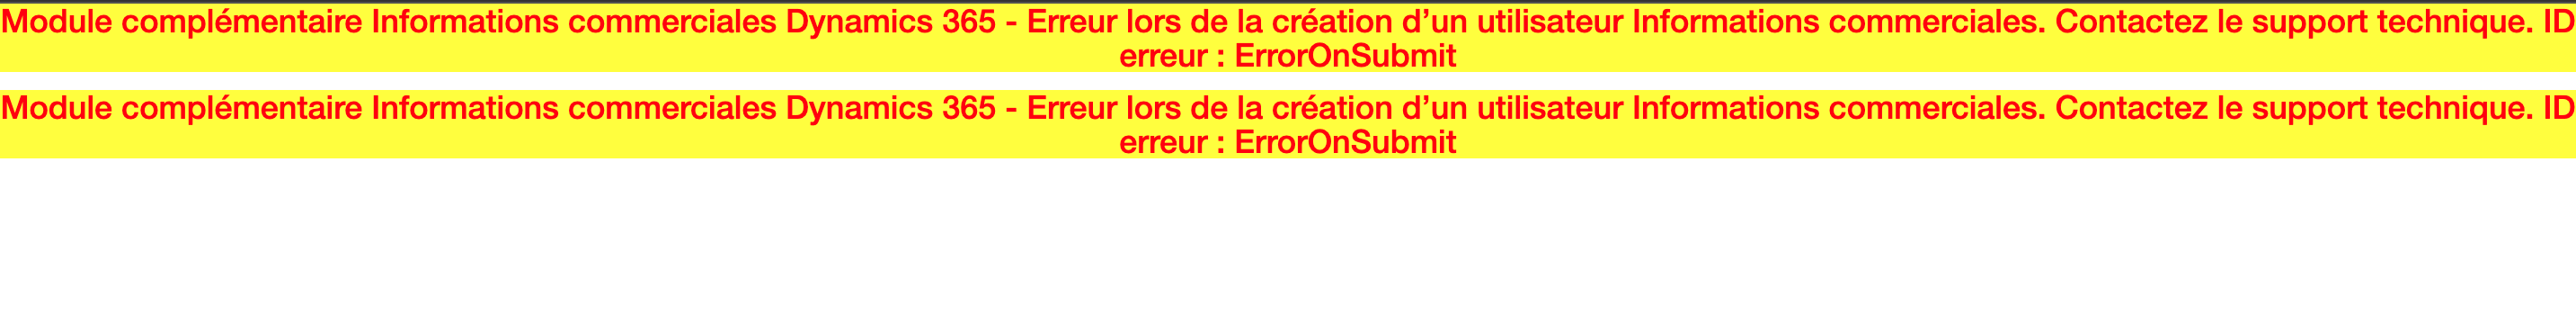 Module complémentaire Informations commerciales Dynamics 365 - Erreur lors de la création d’un utilisateur Informations commerciales. Contactez le support technique. ID
erreur : ErrorOnSubmit
Module complémentaire Informations commerciales Dynamics 365 - Erreur lors de la création d’un utilisateur Informations commerciales. Contactez le support technique. ID
erreur : ErrorOnSubmit